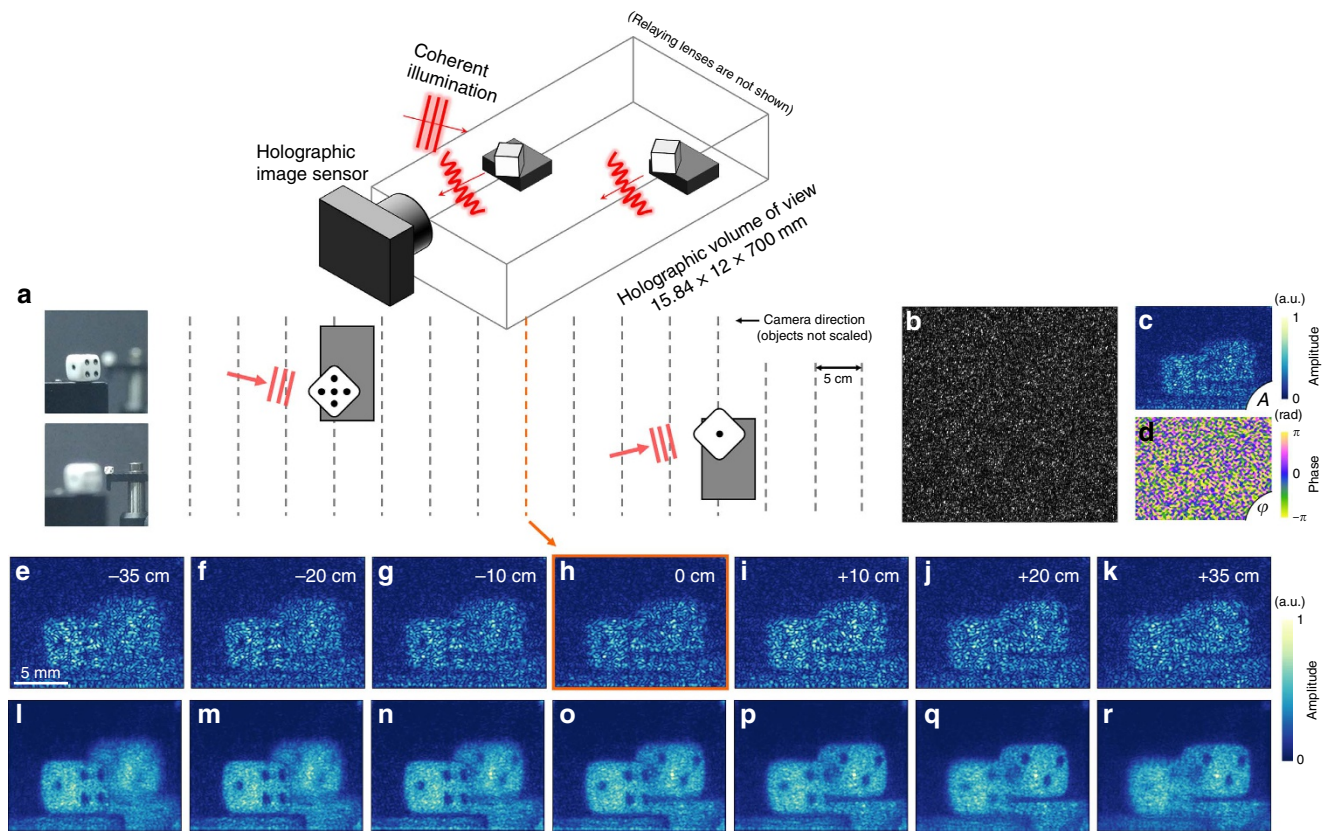 (Relaying lenses are not shown)
Coherent
illumination
Holographic
image sensor
Holographic volume of view
15.84 × 12 × 700 mm
a
Camera direction
(objects not scaled)
5 cm
b
c
A
(a.u.)
1
0
Amplitude
d
φ
(rad)
π
0
−π
Phase
e
−35 cm
5 mm
f
−20 cm
g
−10 cm
h
0 cm
i
+10 cm
j
+20 cm
k
+35 cm
(a.u.)
1
0
Amplitude
l
m
n
o
p
q
r